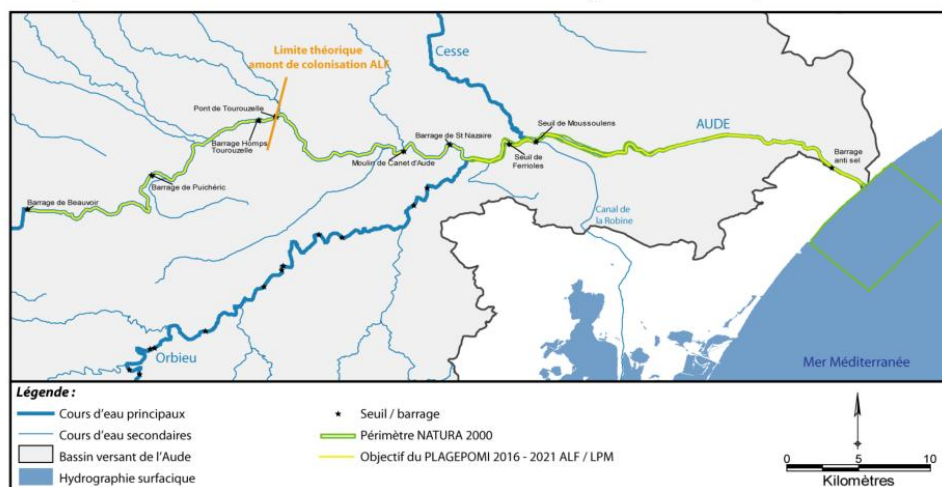 Limite théorique
amont de colonisation ALF
Cesse
Pont de Tourouzelle
Barrage Homps
Tourouzelle
Barrage de St Nazaire
Seuil de Moussoulens
AUDE
Moulin de Canet d'Aude
Seuil de
Ferrioles
Barrage
anti sel
Barrage de Puichéric
Barrage de Beauvoir
Canal de
la Robine
Orbieu
Mer Méditerranée
Légende :
Cours d'eau principaux
Cours d'eau secondaires
Bassin versant de l'Aude
Hydrographie surfacique
Seuil / barrage
Périmètre NATURA 2000
Objectif du PLAGEPOMI 2016 - 2021 ALF / LPM
0 5 10
Kilomètres